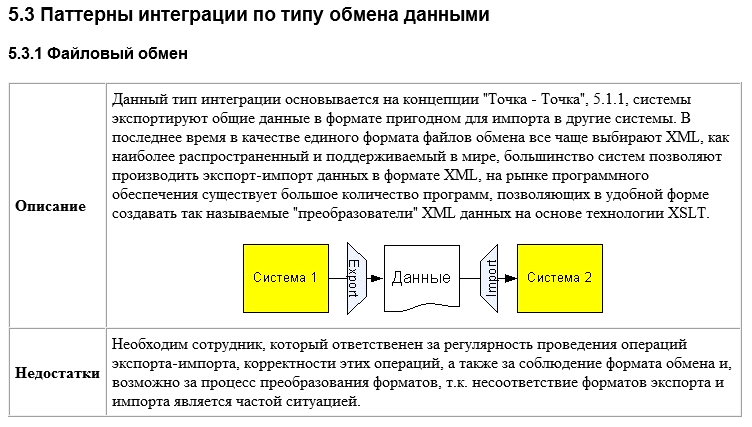 5.3 Паттерны интеграции по типу обмена данными
5.3.1 Файловый обмен
Данный тип интеграции основывается на концепции "Точка - Точка", 5.1.1, системы
экспортируют общие данные в формате пригодном для импорта в другие системы. В
последнее время в качестве единого формата файлов обмена все чаще выбирают XML, как
наиболее распространенный и поддерживаемый в мире, большинство систем позволяют
производить экспорт-импорт данных в формате XML, на рынке программного
обеспечения существует большое количество программ, позволяющих в удобной форме
создавать так называемые "преобразователи" XML данных на основе технологии XSLT.
Описание
Система 1
Export
Данные
Import
Система 2
Необходим сотрудник, который ответственен за регулярность проведения операций
экспорта-импорта, корректности этих операций, а также за соблюдение формата обмена и,
Недостатки
возможно за процесс преобразования форматов, т.к. несоответствие форматов экспорта и
импорта является частой ситуацией.